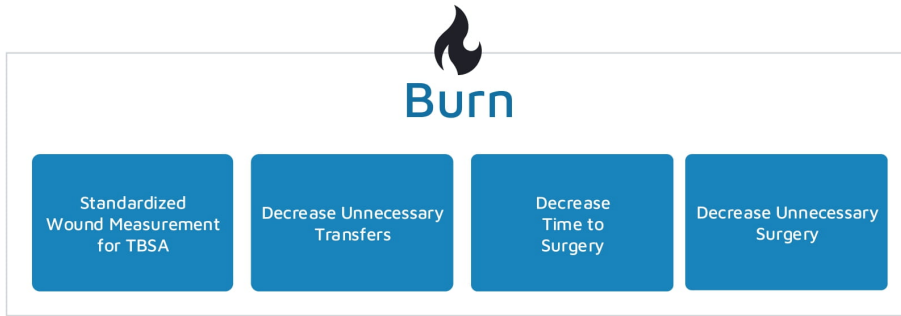 Burn
Standardized
Wound Measurement
for TBSA
Decrease Unnecessary
Transfers
Decrease
Time to
Surgery
Decrease Unnecessary
Surgery